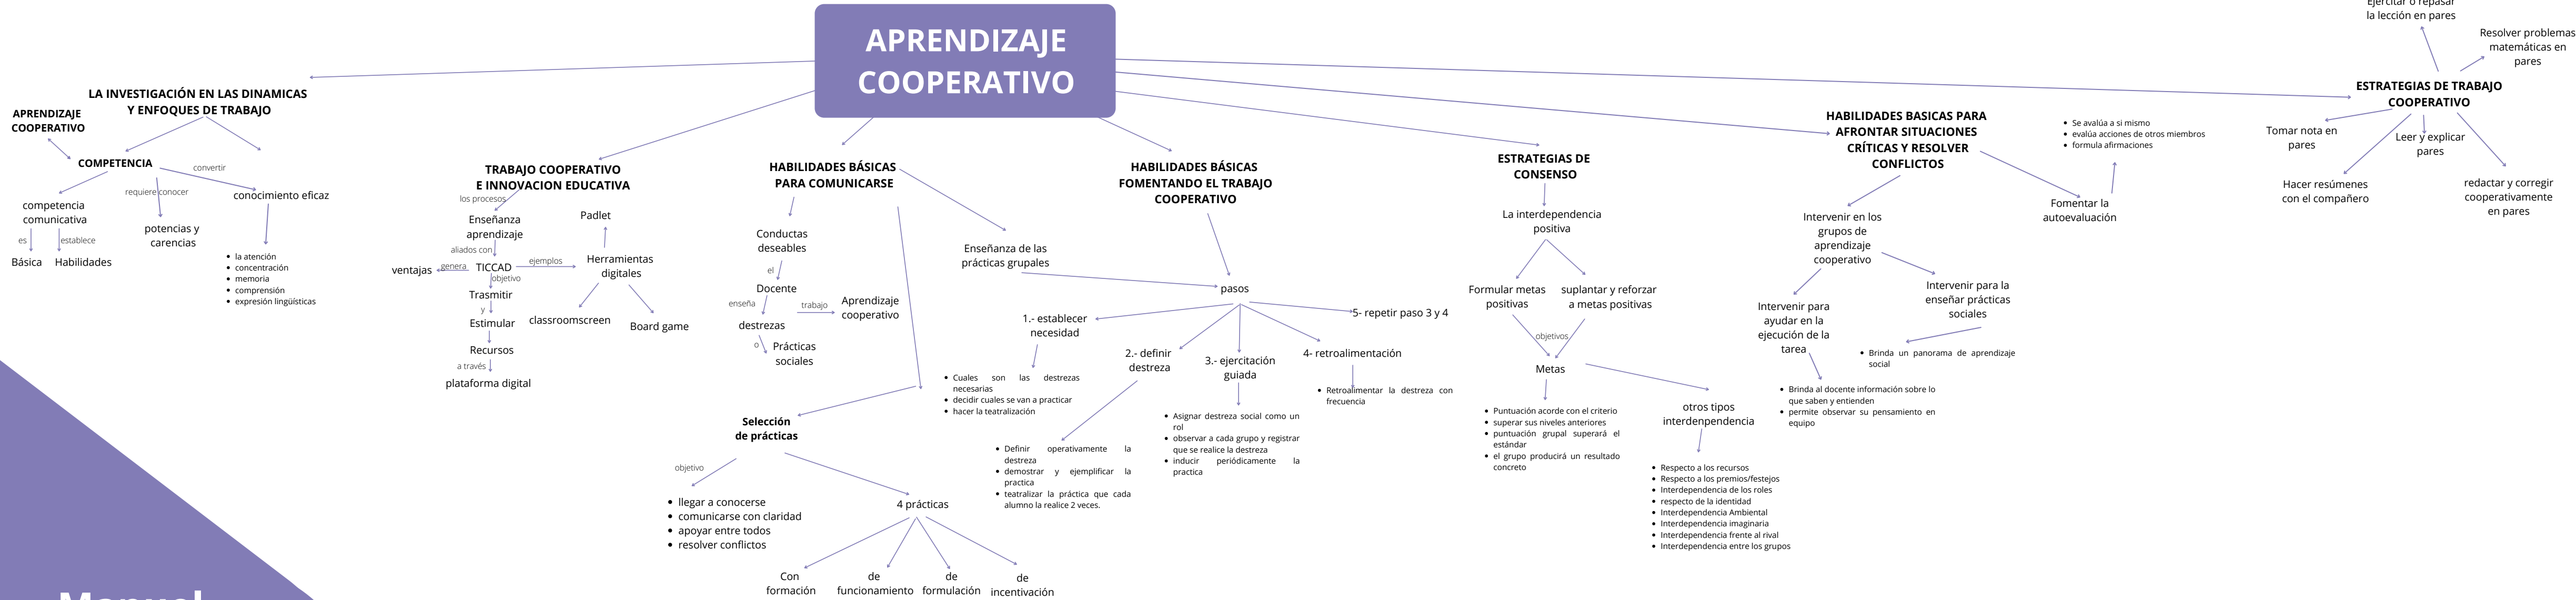 APRENDIZAJE
COOPERATIVO
LA INVESTIGACIÓN EN LAS DINAMICAS
Y ENFOQUES DE TRABAJO
APRENDIZAJE
COOPERATIVO
COMPETENCIA
convertir
requiere conocer
conocimiento eficaz
competencia
comunicativa
potencias y
carencias
es
establece
Básica
Habilidades
la atención
concentración
memoria
comprensión
expresión lingüísticas
TRABAJO COOPERATIVO
E INNOVACION EDUCATIVA
los procesos
Enseñanza
aprendizaje
Padlet
aliados con
ventajas
genera
TICCAD
ejemplos
Herramientas
digitales
objetivo
Trasmitir
y
Estimular
classroomscreen
Board game
Recursos
a través
plataforma digital
HABILIDADES BÁSICAS
PARA COMUNICARSE
Conductas
deseables
el
Docente
enseña
trabajo
Aprendizaje
cooperativo
destrezas
o
Prácticas
sociales
Enseñanza de las
prácticas grupales
Selección
de prácticas
objetivo
llegar a conocerse
comunicarse con claridad
apoyar entre todos
resolver conflictos
4 prácticas
Con
formación
de
funcionamiento
de
formulación
de
incentivación
HABILIDADES BÁSICAS
FOMENTANDO EL TRABAJO
COOPERATIVO
pasos
1.- establecer
necesidad
Cuales son las destrezas
necesarias
decidir cuales se van a practicar
hacer la teatralización
2.- definir
destreza
Definir operativamente la
destreza
demostrar y ejemplificar la
practica
teatralizar la práctica que cada
alumno la realice 2 veces.
3.- ejercitación
guiada
Asignar destreza social como un
rol
observar a cada grupo y registrar
que se realice la destreza
inducir periódicamente la
practica
4- retroalimentación
Retroalimentar la destreza con
frecuencia
5- repetir paso 3 y 4
ESTRATEGIAS DE
CONSENSO
La interdependencia
positiva
Formular metas
positivas
suplantar y reforzar
a metas positivas
objetivos
Metas
Puntuación acorde con el criterio
superar sus niveles anteriores
puntuación grupal superará el
estándar
el grupo producirá un resultado
concreto
otros tipos
interdenpendencia
Respecto a los recursos
Respecto a los premios/festejos
Interdependencia de los roles
respecto de la identidad
Interdependencia Ambiental
Interdependencia imaginaria
Interdependencia frente al rival
Interdependencia entre los grupos
HABILIDADES BASICAS PARA
AFRONTAR SITUACIONES
CRÍTICAS Y RESOLVER
CONFLICTOS
Intervenir en los
grupos de
aprendizaje
cooperativo
Intervenir para
ayudar en la
ejecución de la
tarea
Brinda al docente información sobre lo
que saben y entienden
permite observar su pensamiento en
equipo
Intervenir para la
enseñar prácticas
sociales
Brinda un panorama de aprendizaje
social
Fomentar la
autoevaluación
Se avalúa a si mismo
evalúa acciones de otros miembros
formula afirmaciones
ESTRATEGIAS DE TRABAJO
COOPERATIVO
Ejercitar o repasar
la lección en pares
Resolver problemas
matemáticas en
pares
Tomar nota en
pares
Leer y explicar
pares
Hacer resúmenes
con el compañero
redactar y corregir
cooperativamente
en pares
Manuel